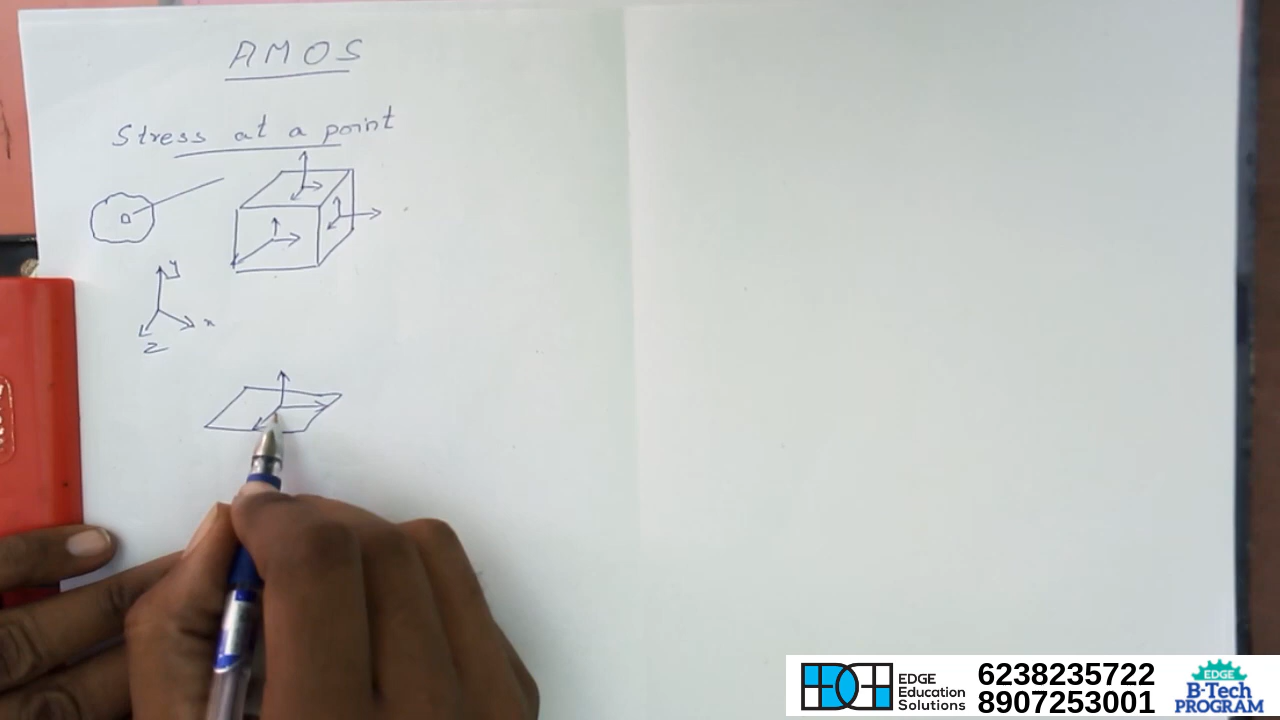 AMOS
Stress at a point
y
x
z
EDGE
Education
Solutions
6238235722
8907253001
EDGE
B-Tech
PROGRAM